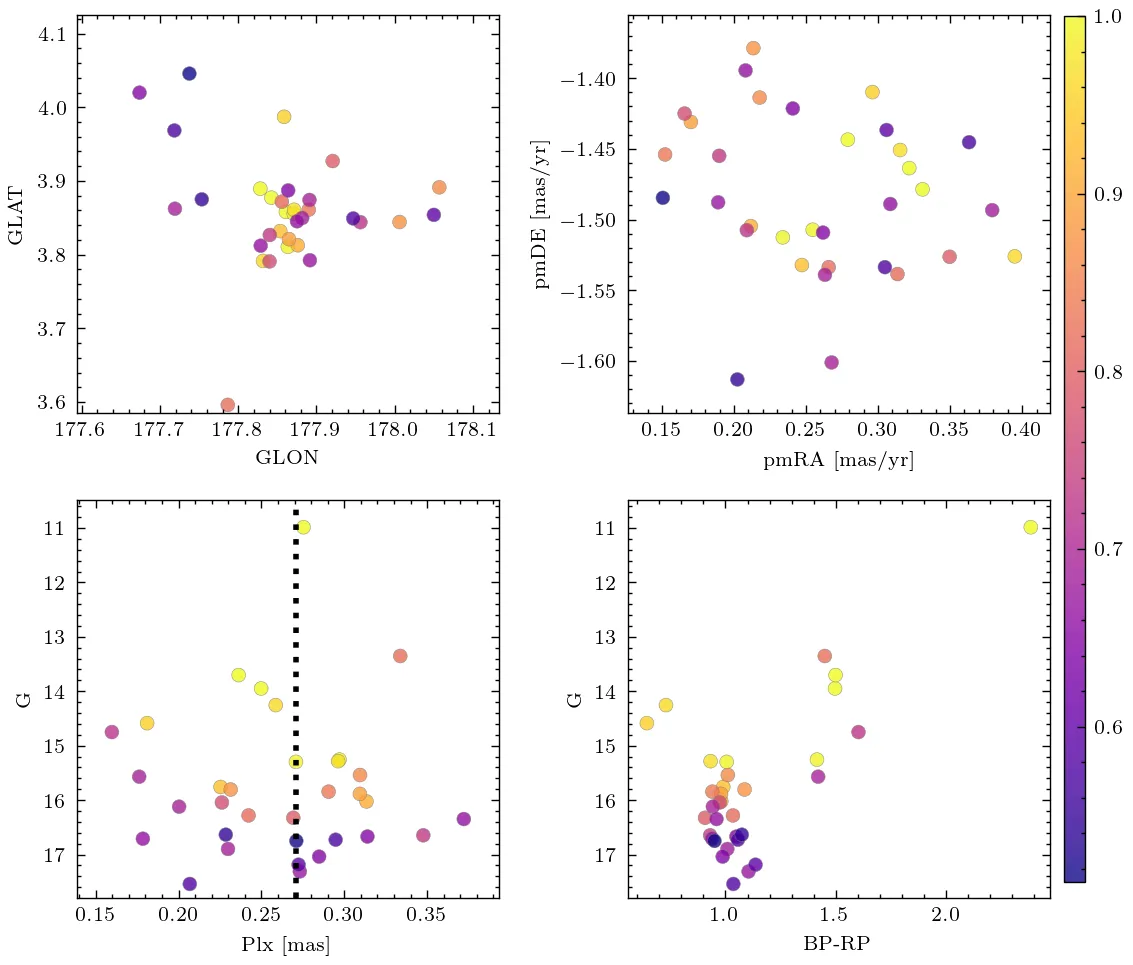 4.1
4.0
3.9
3.8
3.7
3.6
GLAT
177.6 177.7 177.8 177.9 178.0 178.1
GLON
−1.40
−1.45
−1.50
−1.55
−1.60
pmDE [mas/yr]
0.15 0.20 0.25 0.30 0.35 0.40
pmRA [mas/yr]
1.0
0.9
0.8
0.7
0.6
11
12
13
14
15
16
17
G
0.15 0.20 0.25 0.30 0.35
Plx [mas]
11
12
13
14
15
16
17
G
1.0 1.5 2.0
BP-RP